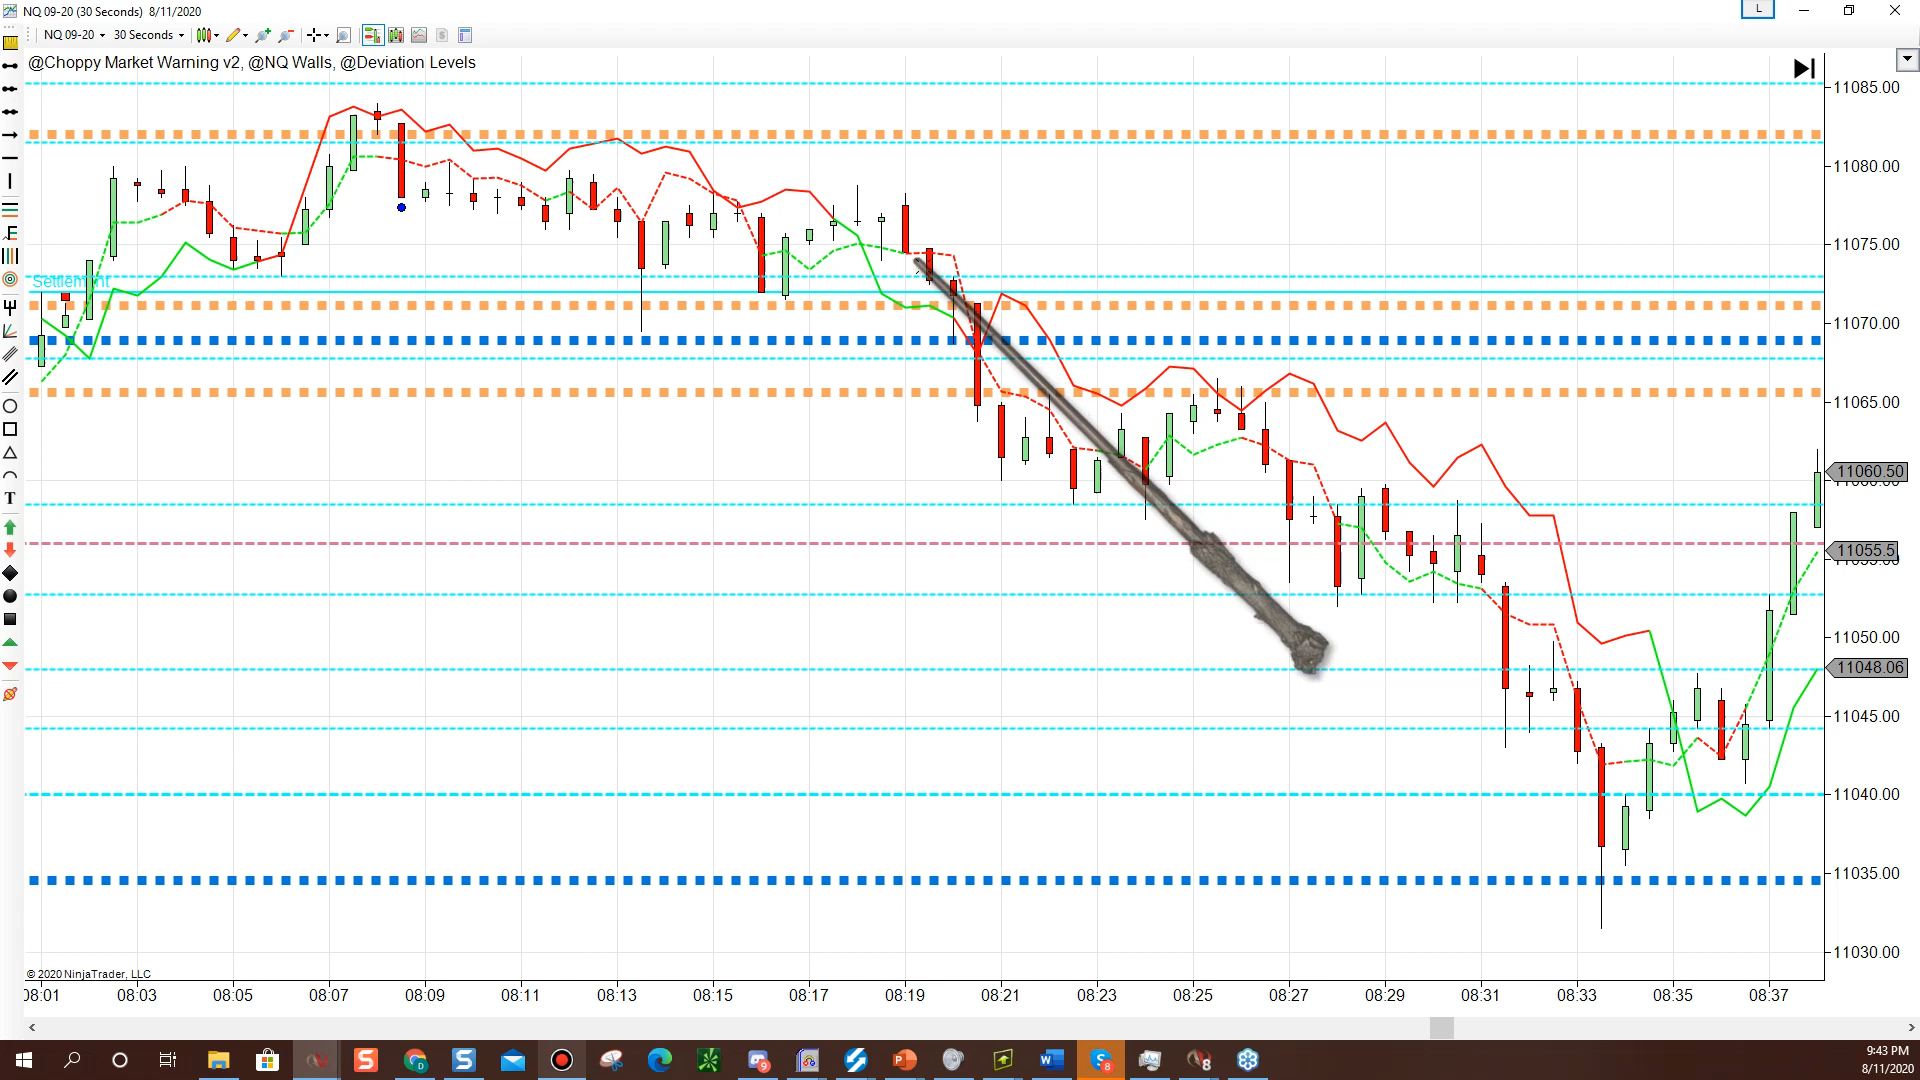 NQ 09-20 (30 Seconds) 8/11/2020
L
NQ 09-20 30 Seconds
@Choppy Market Warning v2, @NQ Walls, @Deviation Levels
Settlement
11085.00
11080.00
11075.00
11070.00
11065.00
11060.50
11055.5
11050.00
11048.06
11045.00
11040.00
11035.00
11030.00
© 2020 NinjaTrader, LLC
08:01 08:03 08:05 08:07 08:09 08:11 08:13 08:15 08:17 08:19 08:21 08:23 08:25 08:27 08:29 08:31 08:33 08:35 08:37
9:43 PM
8/11/2020